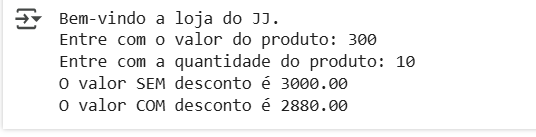 Bem-vindo a loja do JJ.
Entre com o valor do produto: 300
Entre com a quantidade do produto: 10
O valor SEM desconto é 3000.00
O valor COM desconto é 2880.00